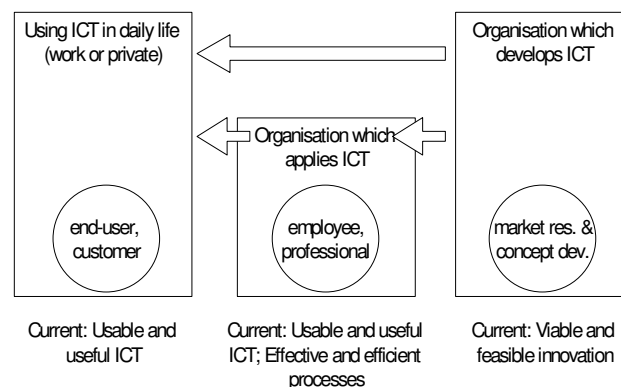 Using ICT in daily life
(work or private)
Organisation which
develops ICT
Organisation which
applies ICT
end-user,
customer
employee,
professional
market res. &
concept dev.
Current: Usable and
useful ICT
Current: Usable and useful
ICT; Effective and efficient
processes
Current: Viable and
feasible innovation